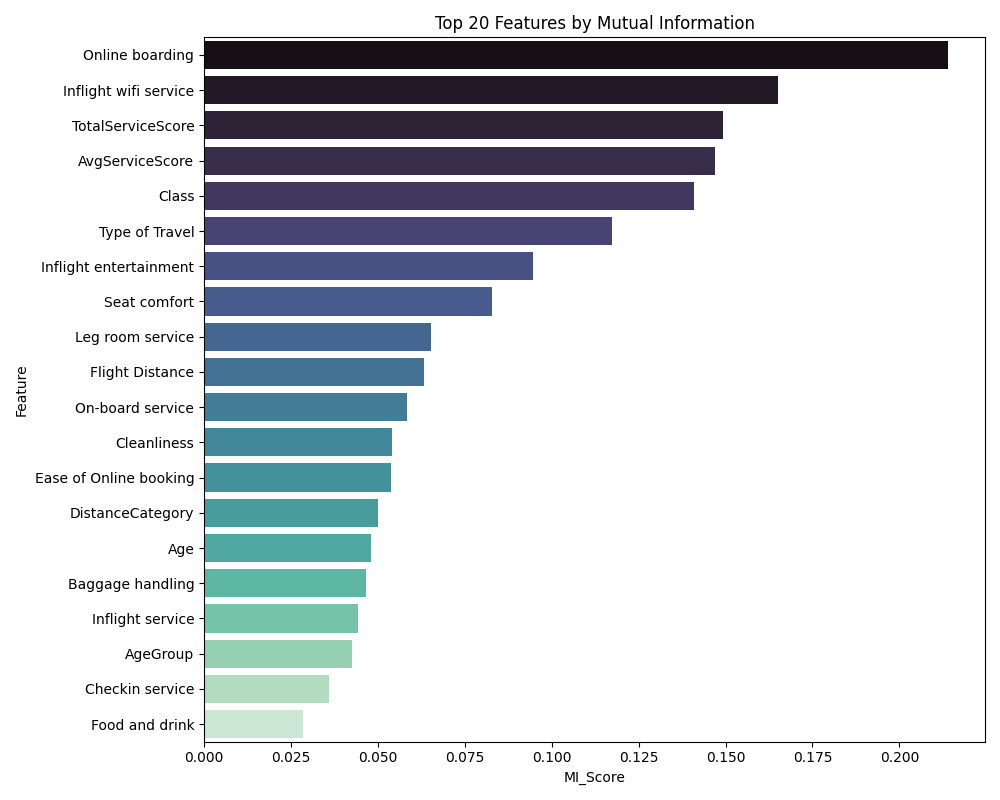 Top 20 Features by Mutual Information
Online boarding
Inflight wifi service
TotalServiceScore
AvgServiceScore
Class
Type of Travel
Inflight entertainment
Seat comfort
Leg room service
Flight Distance
On-board service
Cleanliness
Ease of Online booking
DistanceCategory
Age
Baggage handling
Inflight service
AgeGroup
Checkin service
Food and drink
Feature
0.000 0.025 0.050 0.075 0.100 0.125 0.150 0.175 0.200
MI_Score